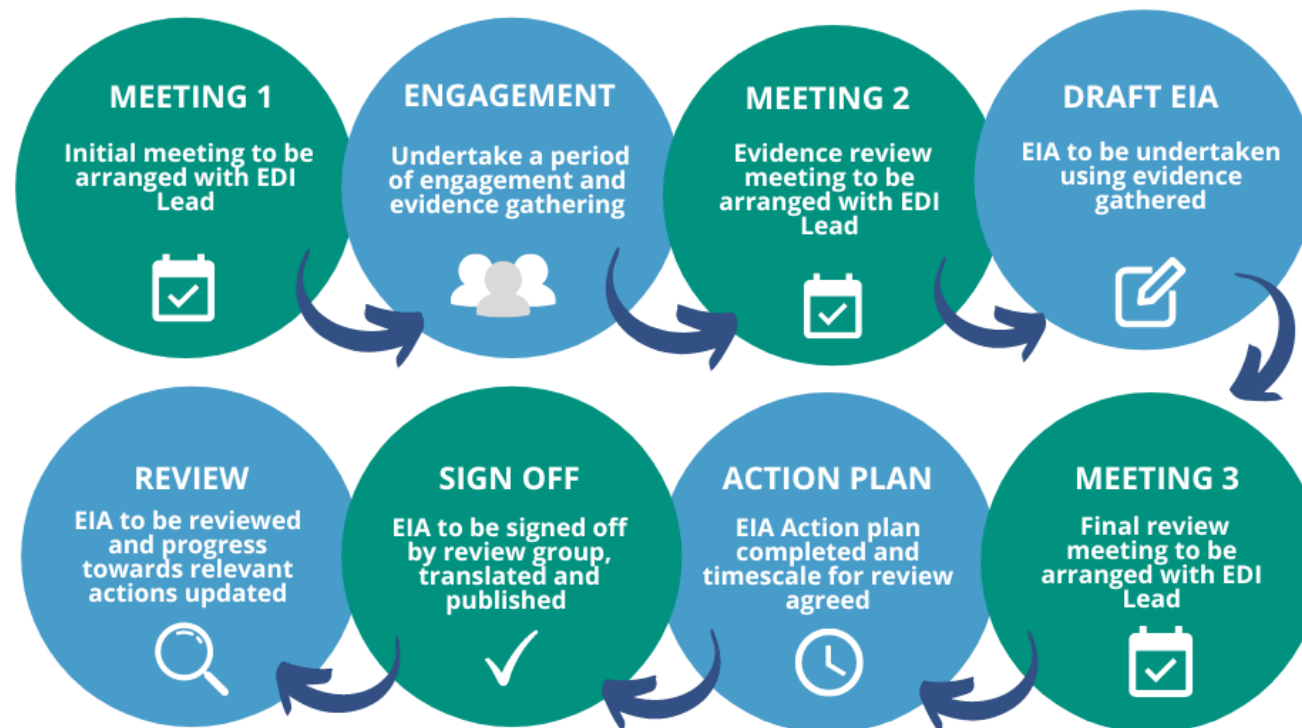 MEETING 1
Initial meeting to be
arranged with EDI
Lead
ENGAGEMENT
Undertake a period
of engagement and
evidence gathering
MEETING 2
Evidence review
meeting to be
arranged with EDI
Lead
DRAFT EIA
EIA to be undertaken
using evidence
gathered
MEETING 3
Final review
meeting to be
arranged with EDI
Lead
ACTION PLAN
EIA Action plan
completed and
timescale for review
agreed
SIGN OFF
EIA to be signed off
by review group,
translated and
published
REVIEW
EIA to be reviewed
and progress
towards relevant
actions updated